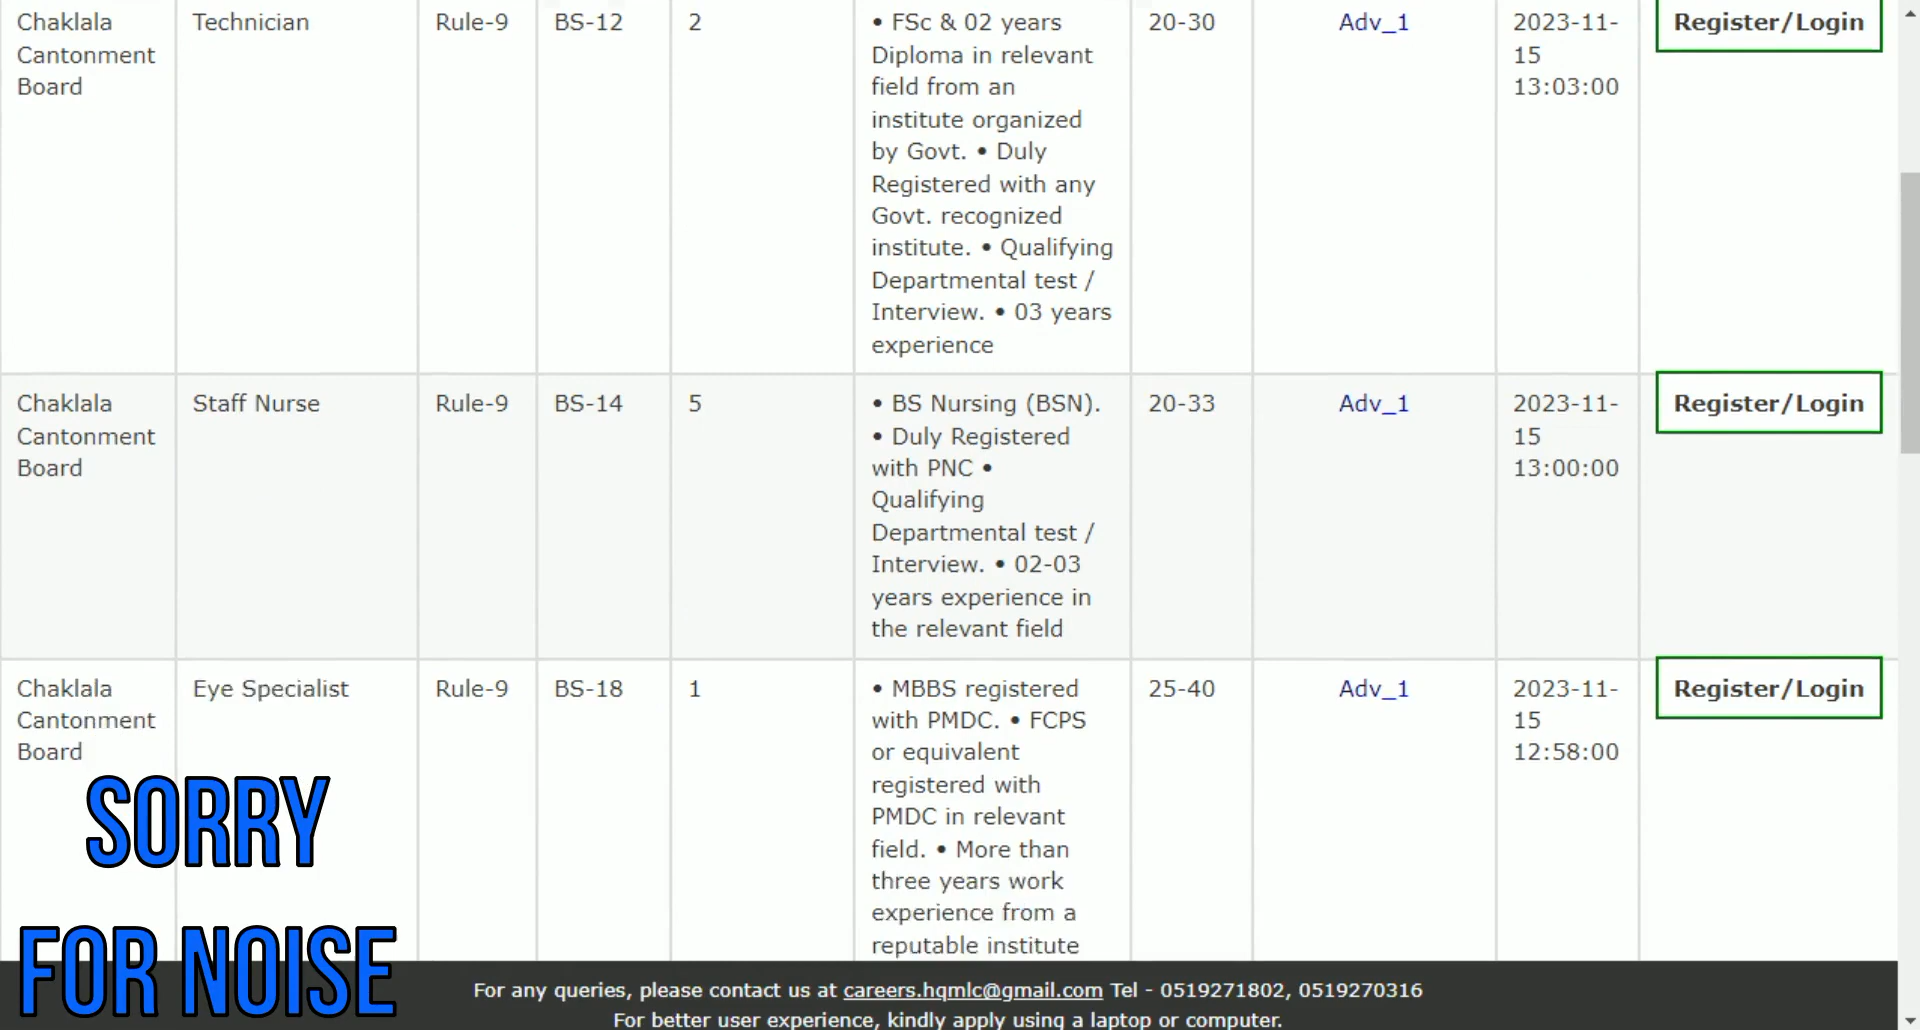 Chaklala
Cantonment
Board
Technician
Rule-9
BS-12
2
• FSc & 02 years
Diploma in relevant
field from an
institute organized
by Govt. • Duly
Registered with any
Govt. recognized
institute. • Qualifying
Departmental test /
Interview. • 03 years
experience
20-30
Adv_1
2023-11-
15
13:03:00
Register/Login
Chaklala
Cantonment
Board
Staff Nurse
Rule-9
BS-14
5
• BS Nursing (BSN).
• Duly Registered
with PNC •
Qualifying
Departmental test /
Interview. • 02-03
years experience in
the relevant field
20-33
Adv_1
2023-11-
15
13:00:00
Register/Login
Chaklala
Cantonment
Board
Eye Specialist
Rule-9
BS-18
1
• MBBS registered
with PMDC. • FCPS
or equivalent
registered with
PMDC in relevant
field. • More than
three years work
experience from a
reputable institute
25-40
Adv_1
2023-11-
15
12:58:00
Register/Login
SORRY
FOR NOISE
For any queries, please contact us at careers.hqmlc@gmail.com Tel - 0519271802, 0519270316
For better user experience, kindly apply using a laptop or computer.